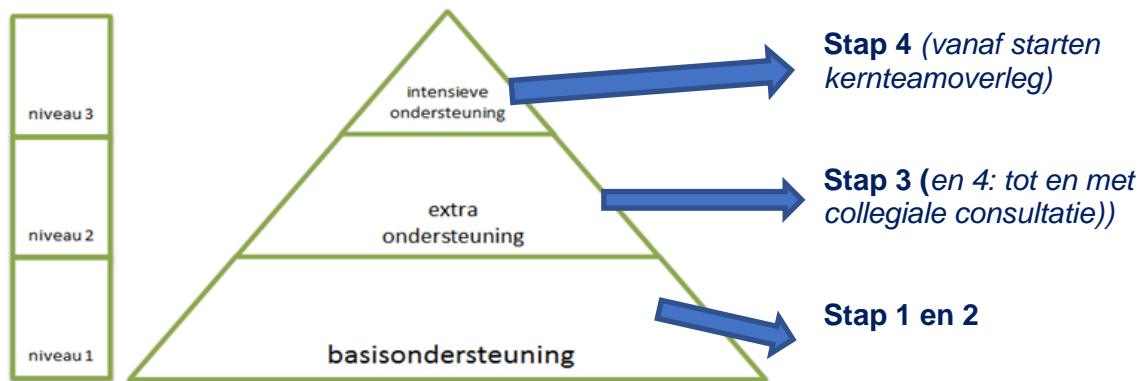 niveau 3
intensieve
ondersteuning
Stap 4 (vanaf starten
kernteamoverleg)
niveau 2
extra
ondersteuning
Stap 3 (en 4: tot en met
collegiale consultatie))
niveau 1
basisondersteuning
Stap 1 en 2